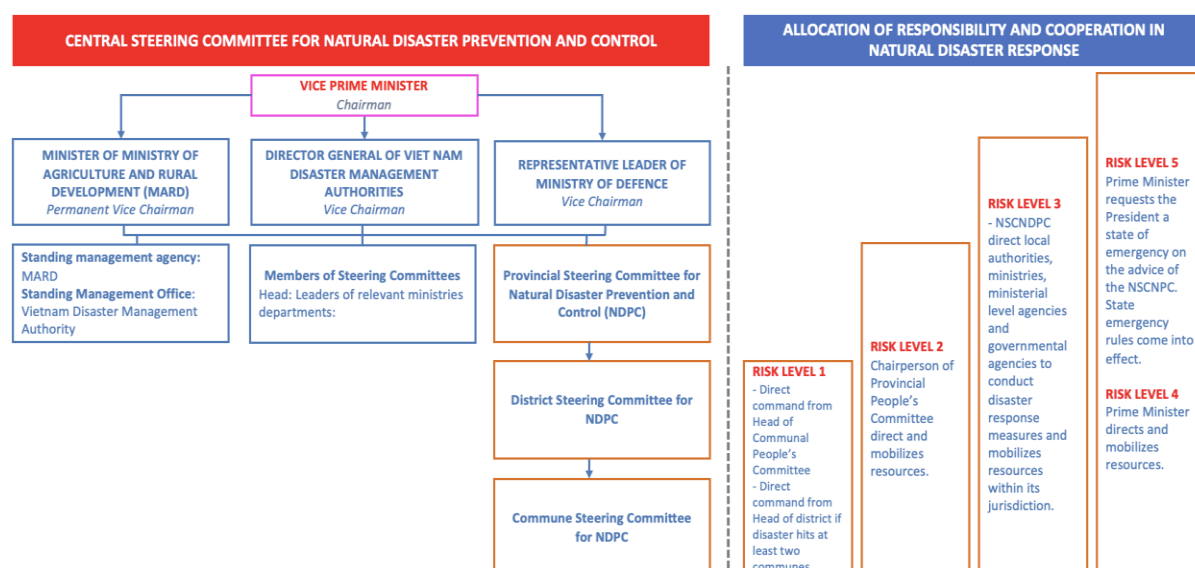 CENTRAL STEERING COMMITTEE FOR NATURAL DISASTER PREVENTION AND CONTROL
VICE PRIME MINISTER
Chairman
MINISTER OF MINISTRY OF
AGRICULTURE AND RURAL
DEVELOPMENT (MARD)
Permanent Vice Chairman
DIRECTOR GENERAL OF VIET NAM
DISASTER MANAGEMENT
AUTHORITIES
Vice Chairman
REPRESENTATIVE LEADER OF
MINISTRY OF DEFENCE
Vice Chairman
Standing management agency:
MARD
Standing Management Office:
Vietnam Disaster Management
Authority
Members of Steering Committees
Head: Leaders of relevant ministries
departments:
Provincial Steering Committee for
Natural Disaster Prevention and
Control (NDPC)
District Steering Committee for
NDPC
Commune Steering Committee
for NDPC
ALLOCATION OF RESPONSIBILITY AND COOPERATION IN
NATURAL DISASTER RESPONSE
RISK LEVEL 1
- Direct
command from
Head of
Communal
People's
Committee
- Direct
command from
Head of district if
disaster hits at
least two
communes
RISK LEVEL 2
Chairperson of
Provincial
People's
Committee
direct and
mobilizes
resources.
RISK LEVEL 3
- NSCNDPC
direct local
authorities,
ministries,
ministerial
level agencies
and
governmental
agencies to
conduct
disaster
response
measures and
mobilizes
resources
within its
jurisdiction.
RISK LEVEL 5
Prime Minister
requests the
President a
state of
emergency on
the advice of
the NSCNPC.
State
emergency
rules come into
effect.
RISK LEVEL 4
Prime Minister
directs and
mobilizes
resources.